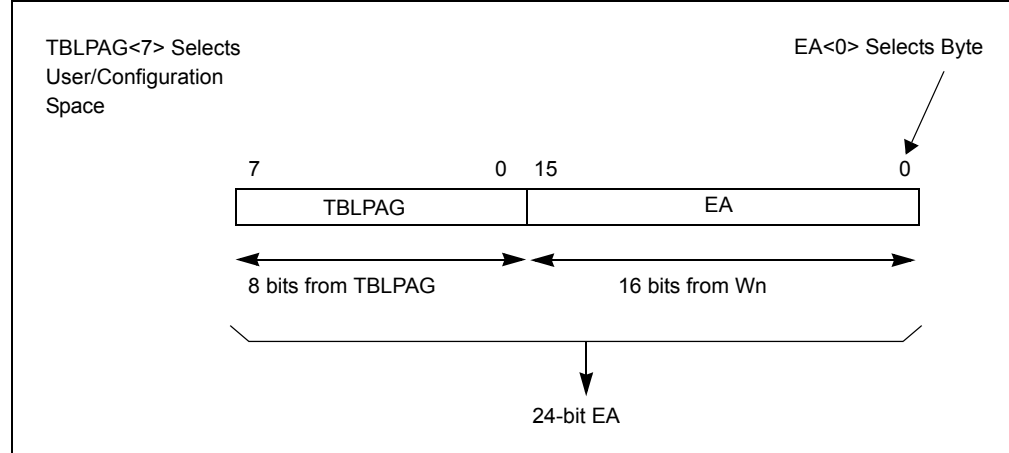 TBLPAG<7> Selects
User/Configuration
Space
EA<0> Selects Byte
7 0 15 0
TBLPAG EA
8 bits from TBLPAG 16 bits from Wn
24-bit EA